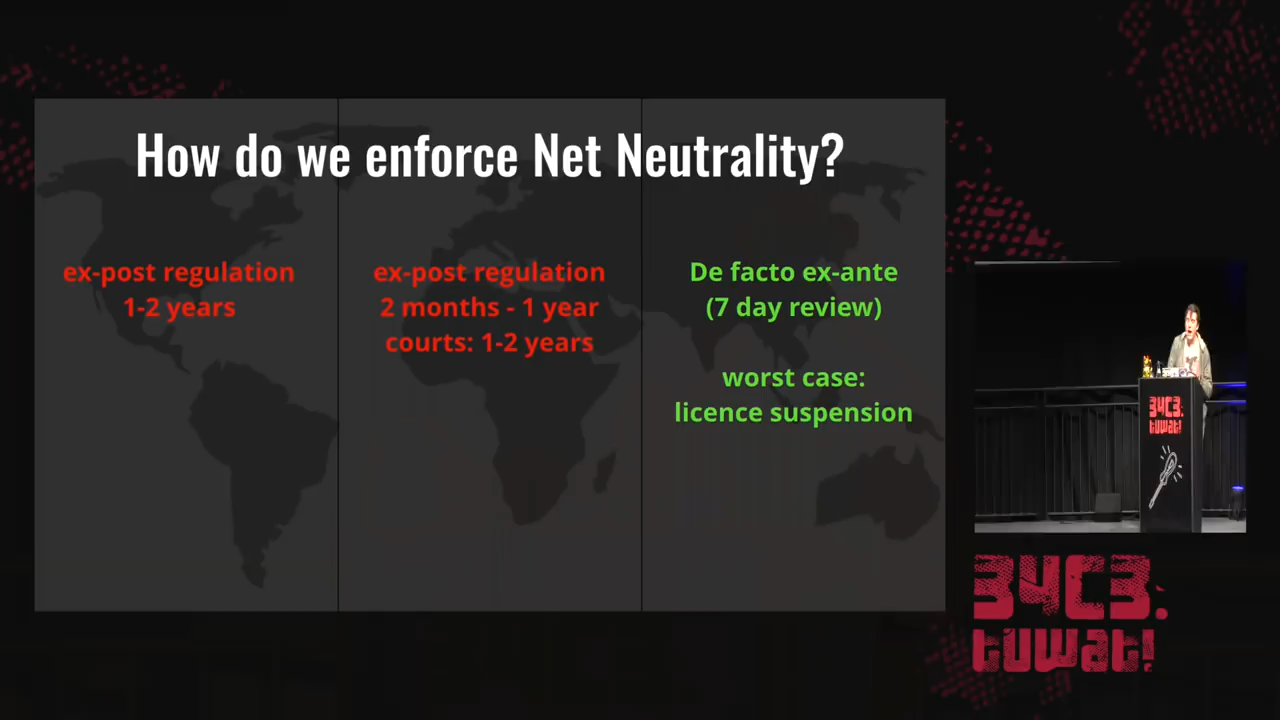 How do we enforce Net Neutrality?
ex-post regulation
1-2 years
ex-post regulation
2 months - 1 year
courts: 1-2 years
De facto ex-ante
(7 day review)
worst case:
licence suspension
34C3.
tuwat!
34C3.
tuwat!